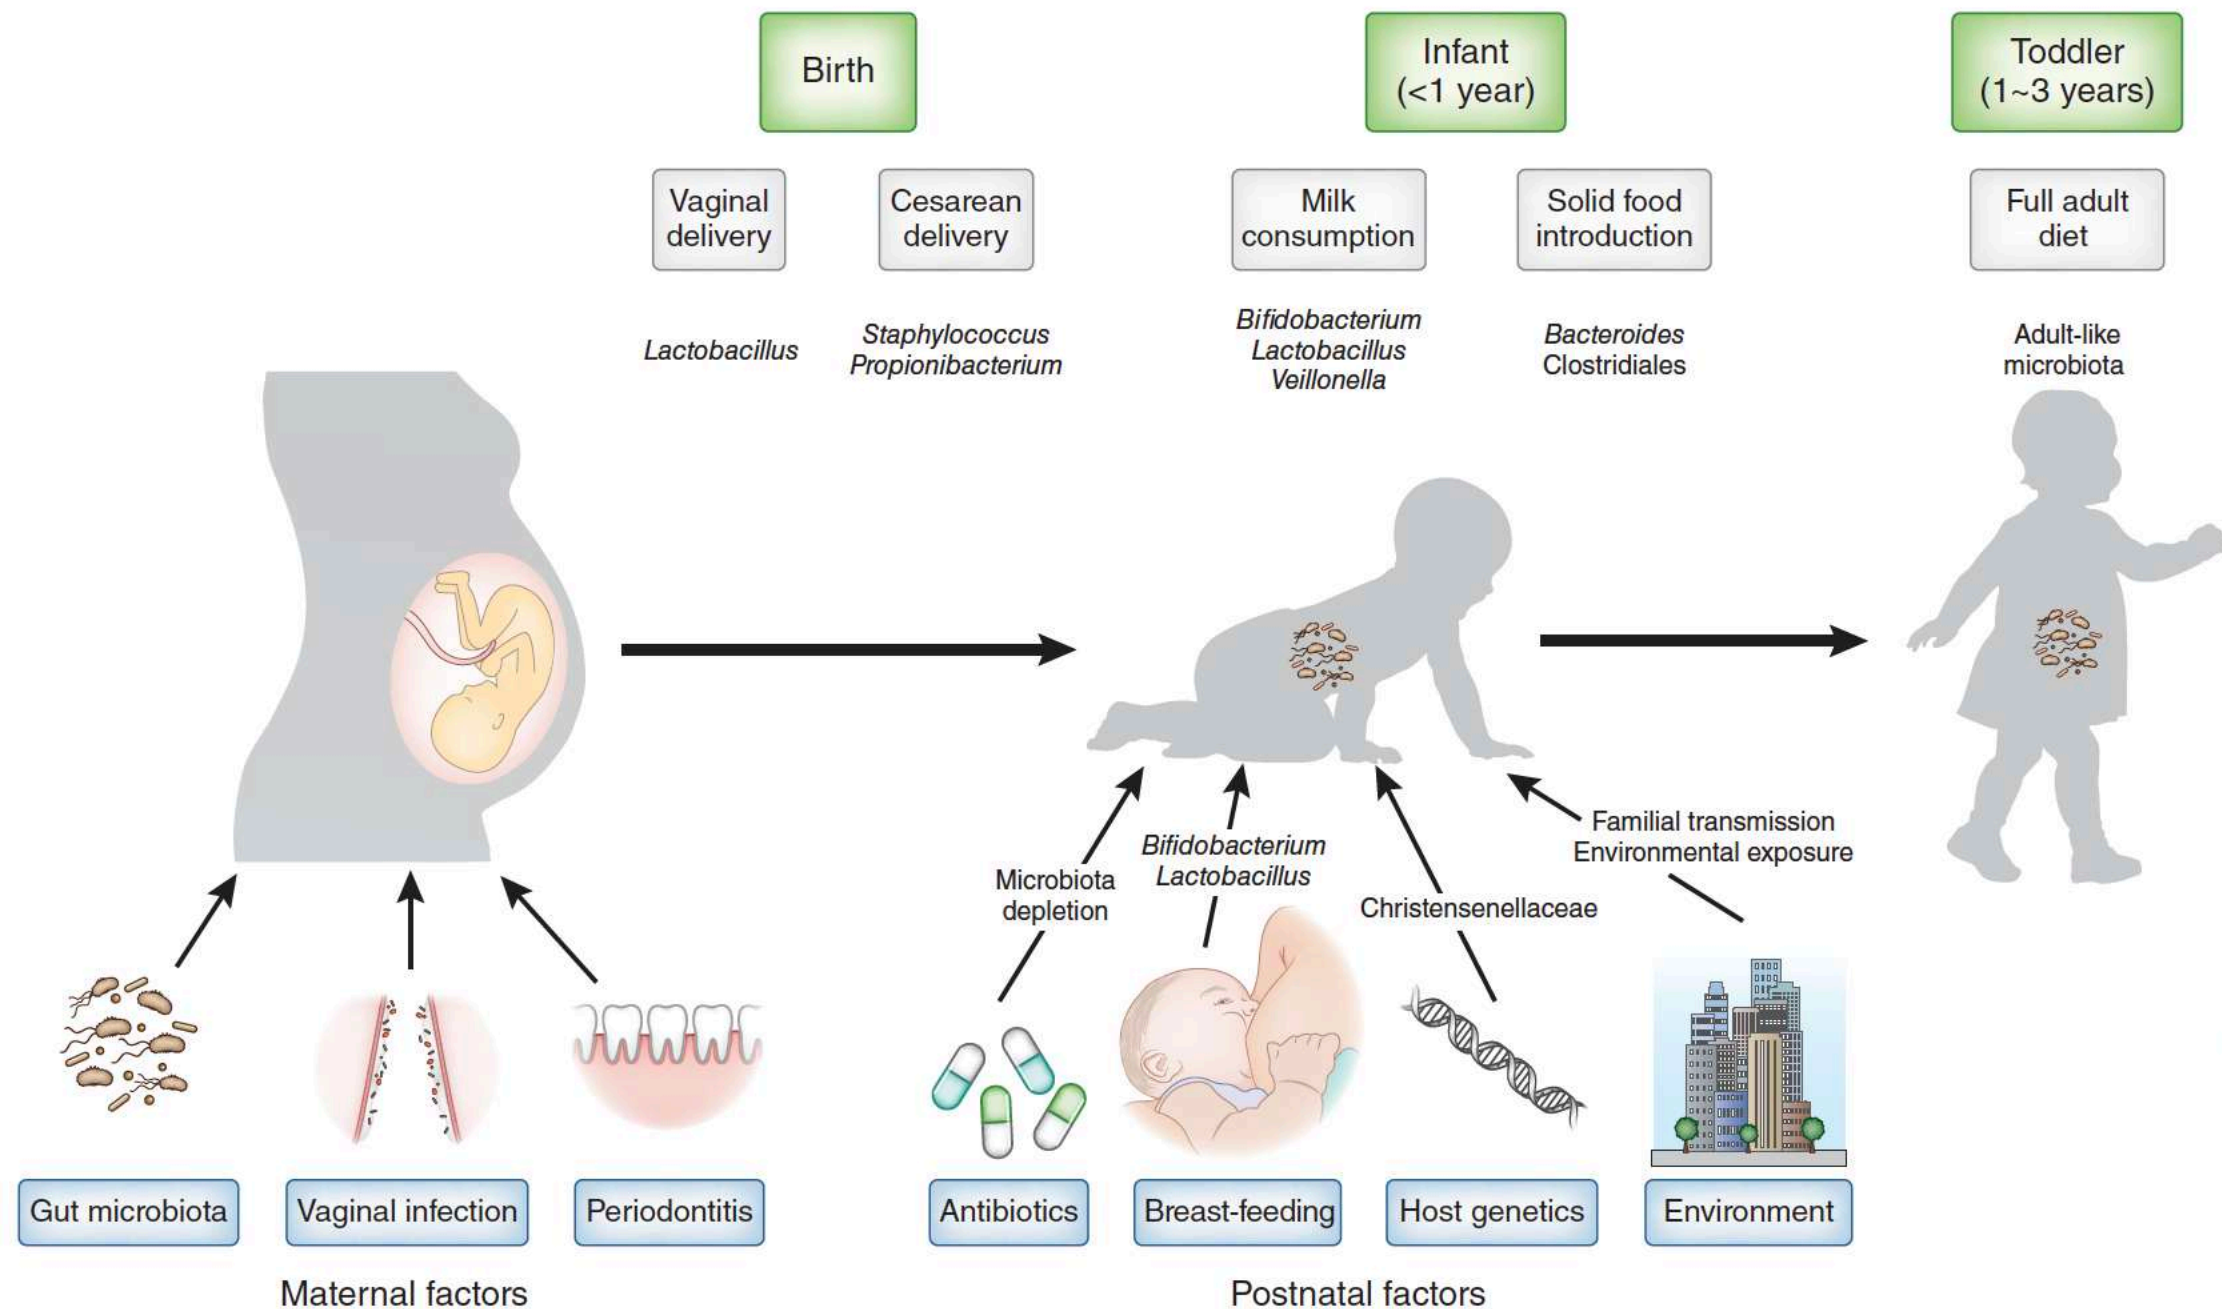 Birth
Infant
(<1 year)
Toddler
(1~3 years)
Vaginal
delivery
Cesarean
delivery
Milk
consumption
Solid food
introduction
Full adult
diet
Lactobacillus
Staphylococcus
Propionibacterium
Bifidobacterium
Lactobacillus
Veillonella
Bacteroides
Clostridiales
Adult-like
microbiota
Microbiota
depletion
Bifidobacterium
Lactobacillus
Christensenellaceae
Familial transmission
Environmental exposure
Gut microbiota
Vaginal infection
Periodontitis
Antibiotics
Breast-feeding
Host genetics
Environment
Maternal factors
Postnatal factors